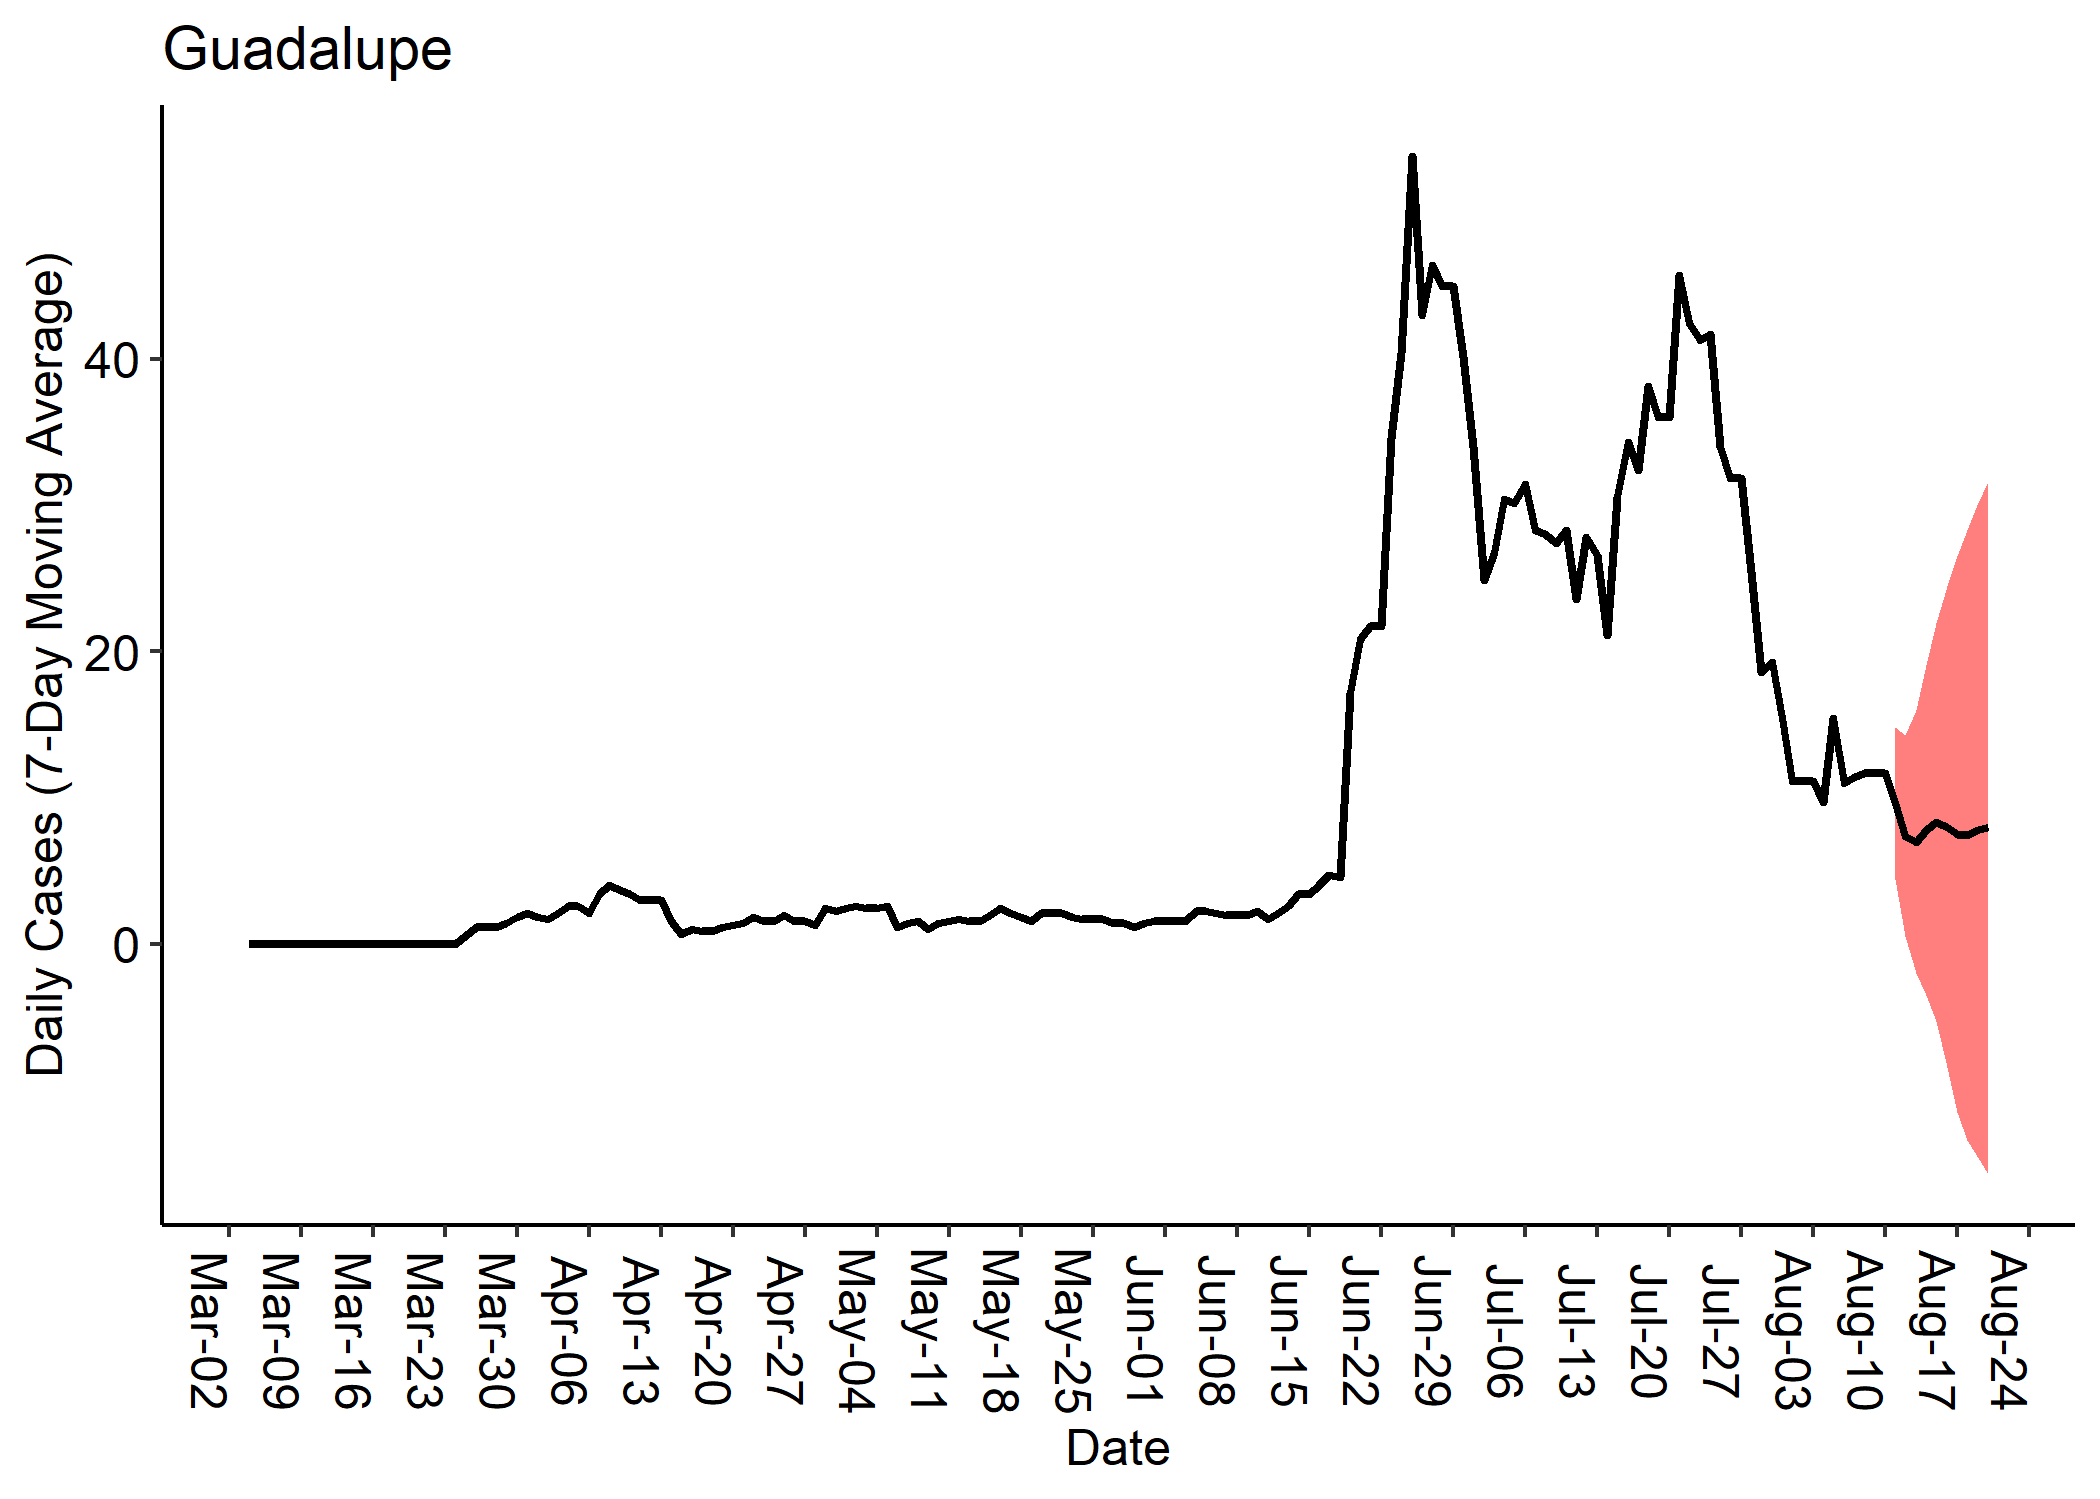 Guadalupe
Daily Cases (7-Day Moving Average)
40
20
0
Mar-02
Mar-09
Mar-16
Mar-23
Mar-30
Apr-06
Apr-13
Apr-20
Apr-27
May-04
May-11
May-18
May-25
Jun-01
Jun-08
Jun-15
Jun-22
Jun-29
Jul-06
Jul-13
Jul-20
Jul-27
Aug-03
Aug-10
Aug-17
Aug-24
Date